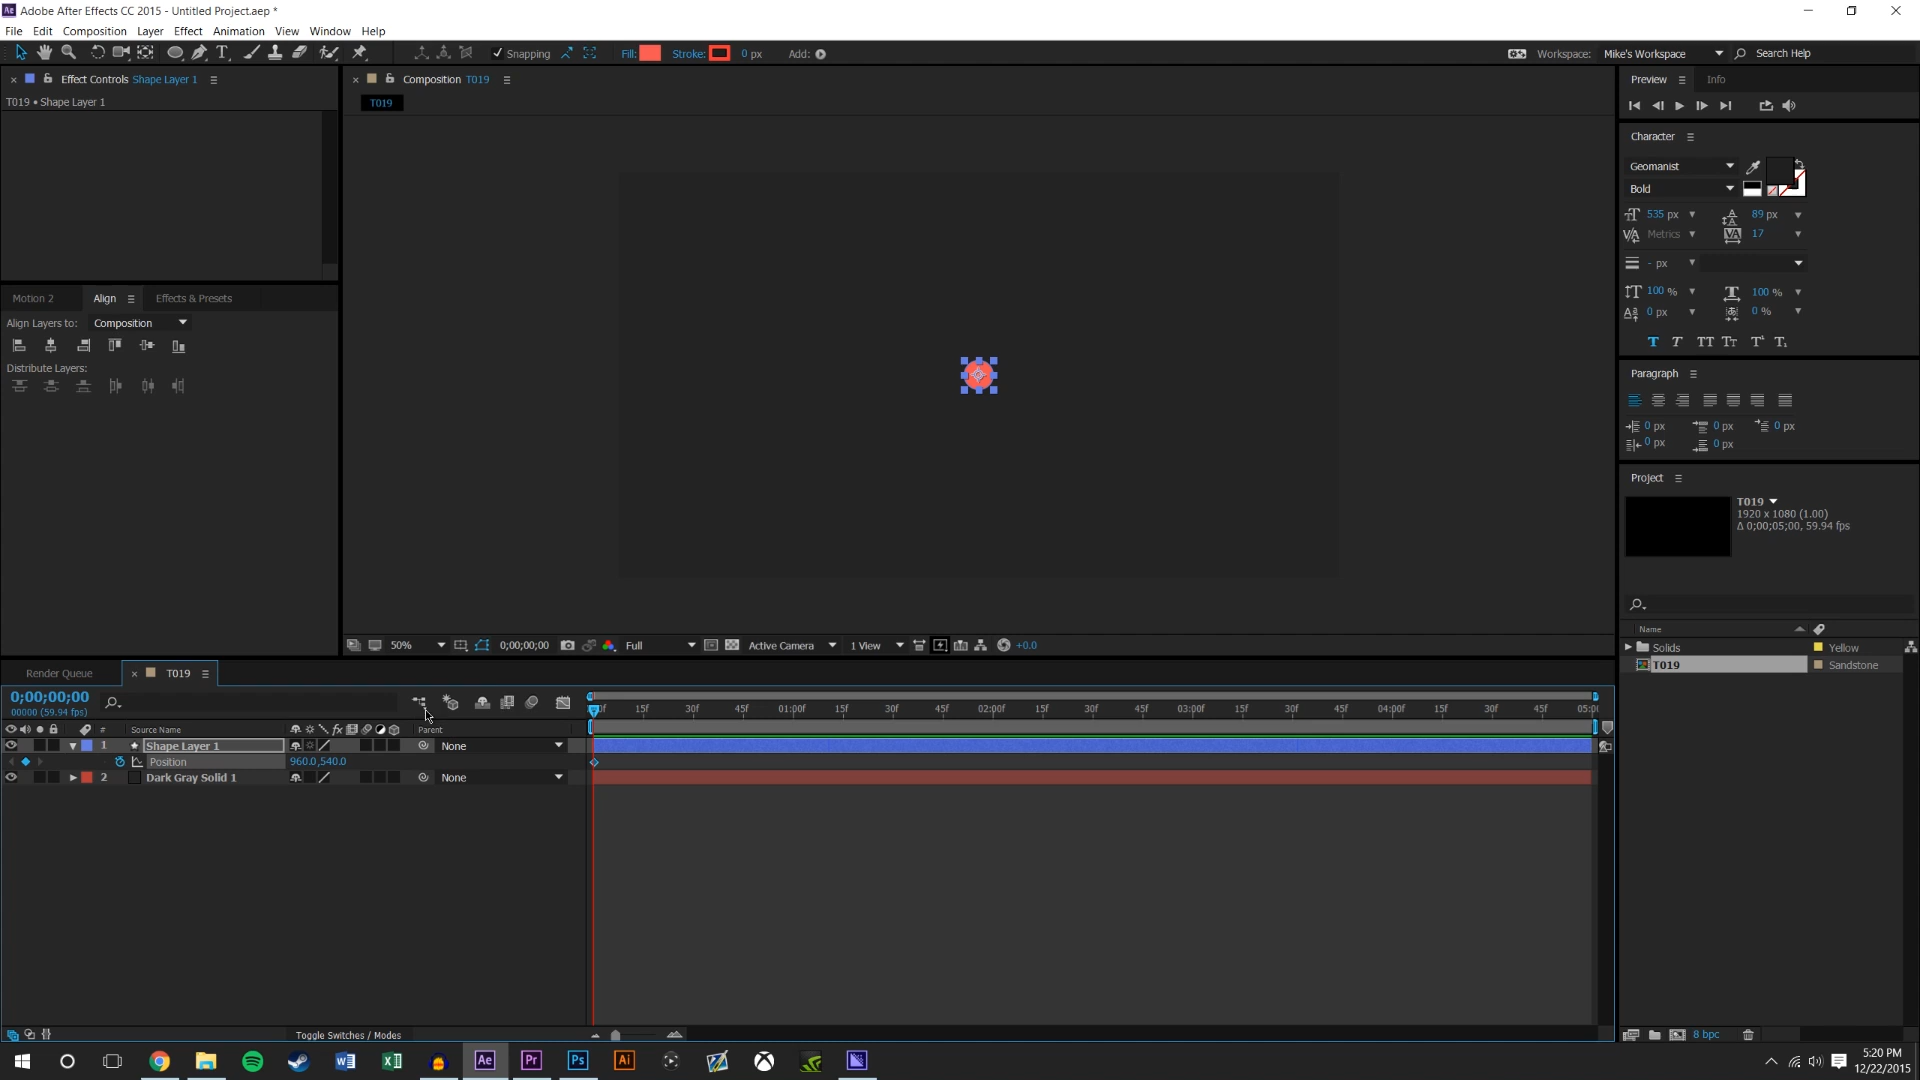 Adobe After Effects CC 2015 - Untitled Project.aep *
File Edit Composition Layer Effect Animation View Window Help
Snapping Fill: Stroke: 0 px Add: Workspace: Mike's Workspace Search Help
Effect Controls Shape Layer 1
T019 • Shape Layer 1
Composition T019
T019
Preview Info
Character
Geomanist
Bold
535 px 89 px
Metrics 17
- px
100 % 100 %
0 px 0 %
Motion 2 Align Effects & Presets
Align Layers to: Composition
Distribute Layers:
Paragraph
0 px 0 px 0 px
0 px 0 px
Project
T019
1920 x 1080 (1.00)
Δ 0;00;05;00, 59.94 fps
Name
Solids Yellow
T019 Sandstone
50% 0;00;00;00 Full Active Camera 1 View +0.0
Render Queue T019
0;00;00;00
00000 (59.94 fps)
15f 30f 45f 01:00f 15f 30f 45f 02:00f 15f 30f 45f 03:00f 15f 30f 45f 04:00f 15f 30f 45f 05:0
# Source Name Parent
1 Shape Layer 1 None
Position 960.0,540.0
2 Dark Gray Solid 1 None
Toggle Switches / Modes
8 bpc
Ae Pr Ps Ai
5:20 PM
12/22/2015